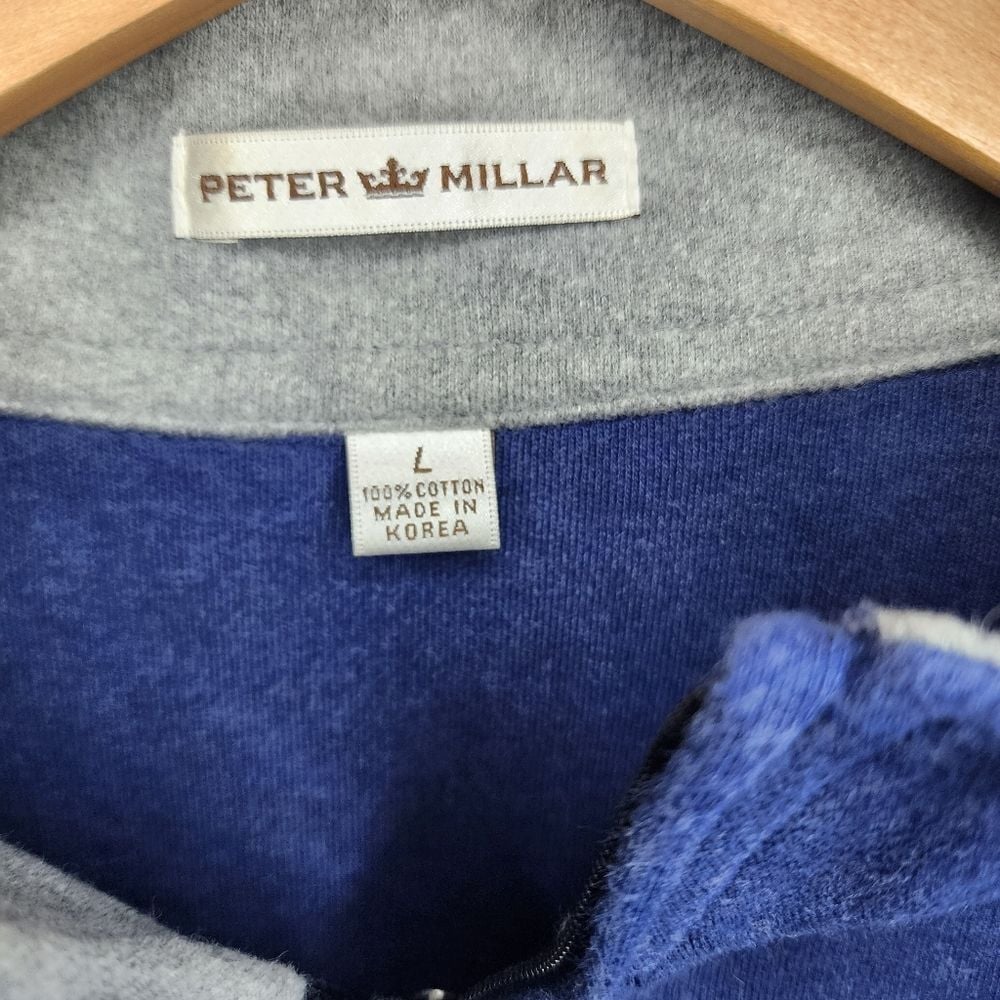 PETER MILLAR
L
100% COTTON
MADE IN
KOREA